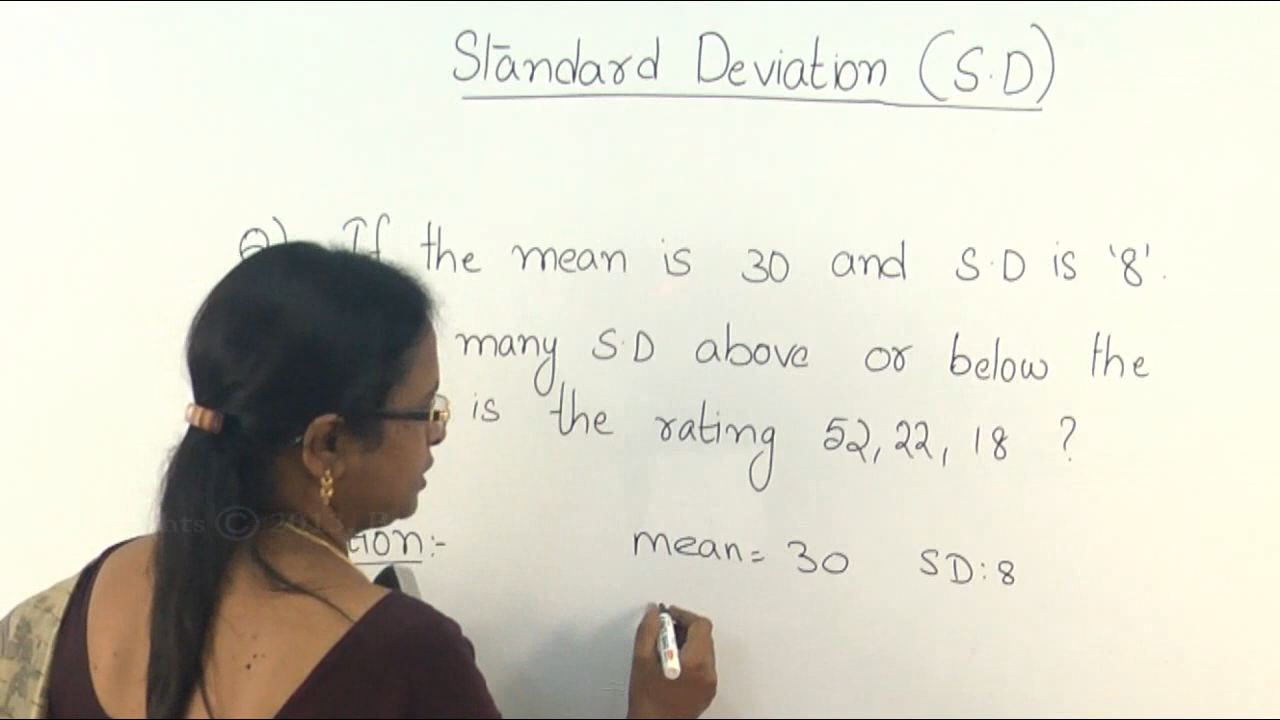 Standard Deviation (S.D)
Q) If the mean is 30 and S.D is '8'.
many S.D above or below the
is the rating 52, 22, 18 ?
tion:-
mean = 30 SD: 8